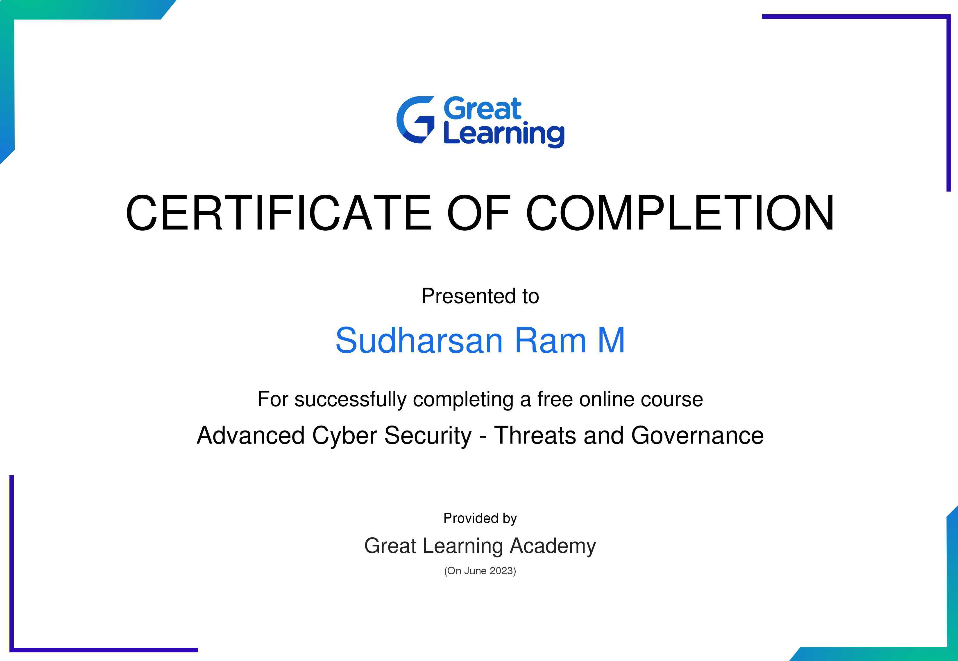 Great
Learning
CERTIFICATE OF COMPLETION
Presented to
Sudharsan Ram M
For successfully completing a free online course
Advanced Cyber Security - Threats and Governance
Provided by
Great Learning Academy
(On June 2023)